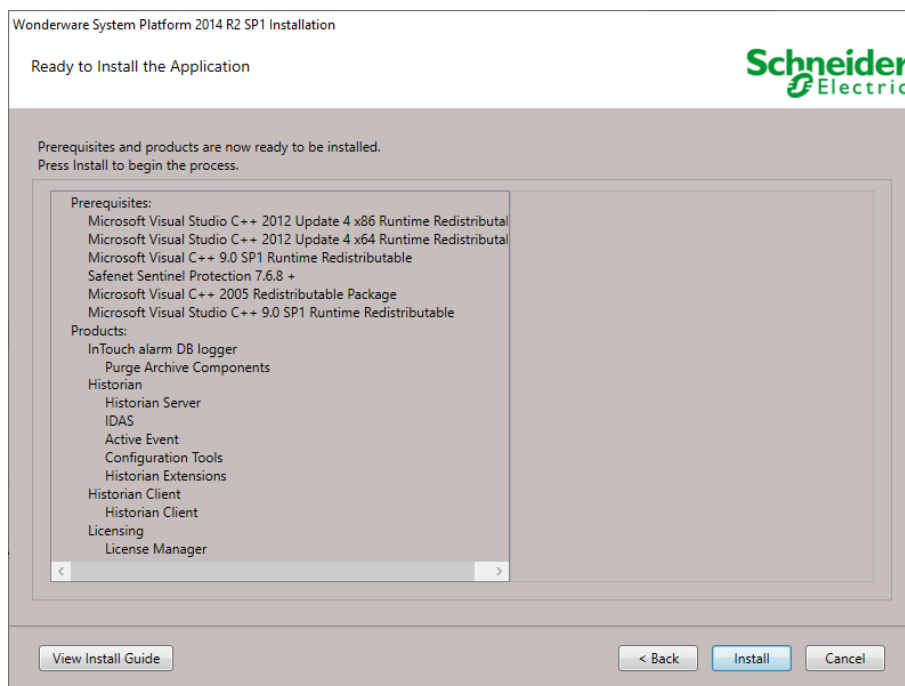 Wonderware System Platform 2014 R2 SP1 Installation
Ready to Install the Application
Schneider
Electric
Prerequisites and products are now ready to be installed.
Press Install to begin the process.
Prerequisites:
Microsoft Visual Studio C++ 2012 Update 4 x86 Runtime Redistributal
Microsoft Visual Studio C++ 2012 Update 4 x64 Runtime Redistributal
Microsoft Visual C++ 9.0 SP1 Runtime Redistributable
Safenet Sentinel Protection 7.6.8 +
Microsoft Visual C++ 2005 Redistributable Package
Microsoft Visual Studio C++ 9.0 SP1 Runtime Redistributable
Products:
InTouch alarm DB logger
Purge Archive Components
Historian
Historian Server
IDAS
Active Event
Configuration Tools
Historian Extensions
Historian Client
Historian Client
Licensing
License Manager
View Install Guide
< Back
Install
Cancel